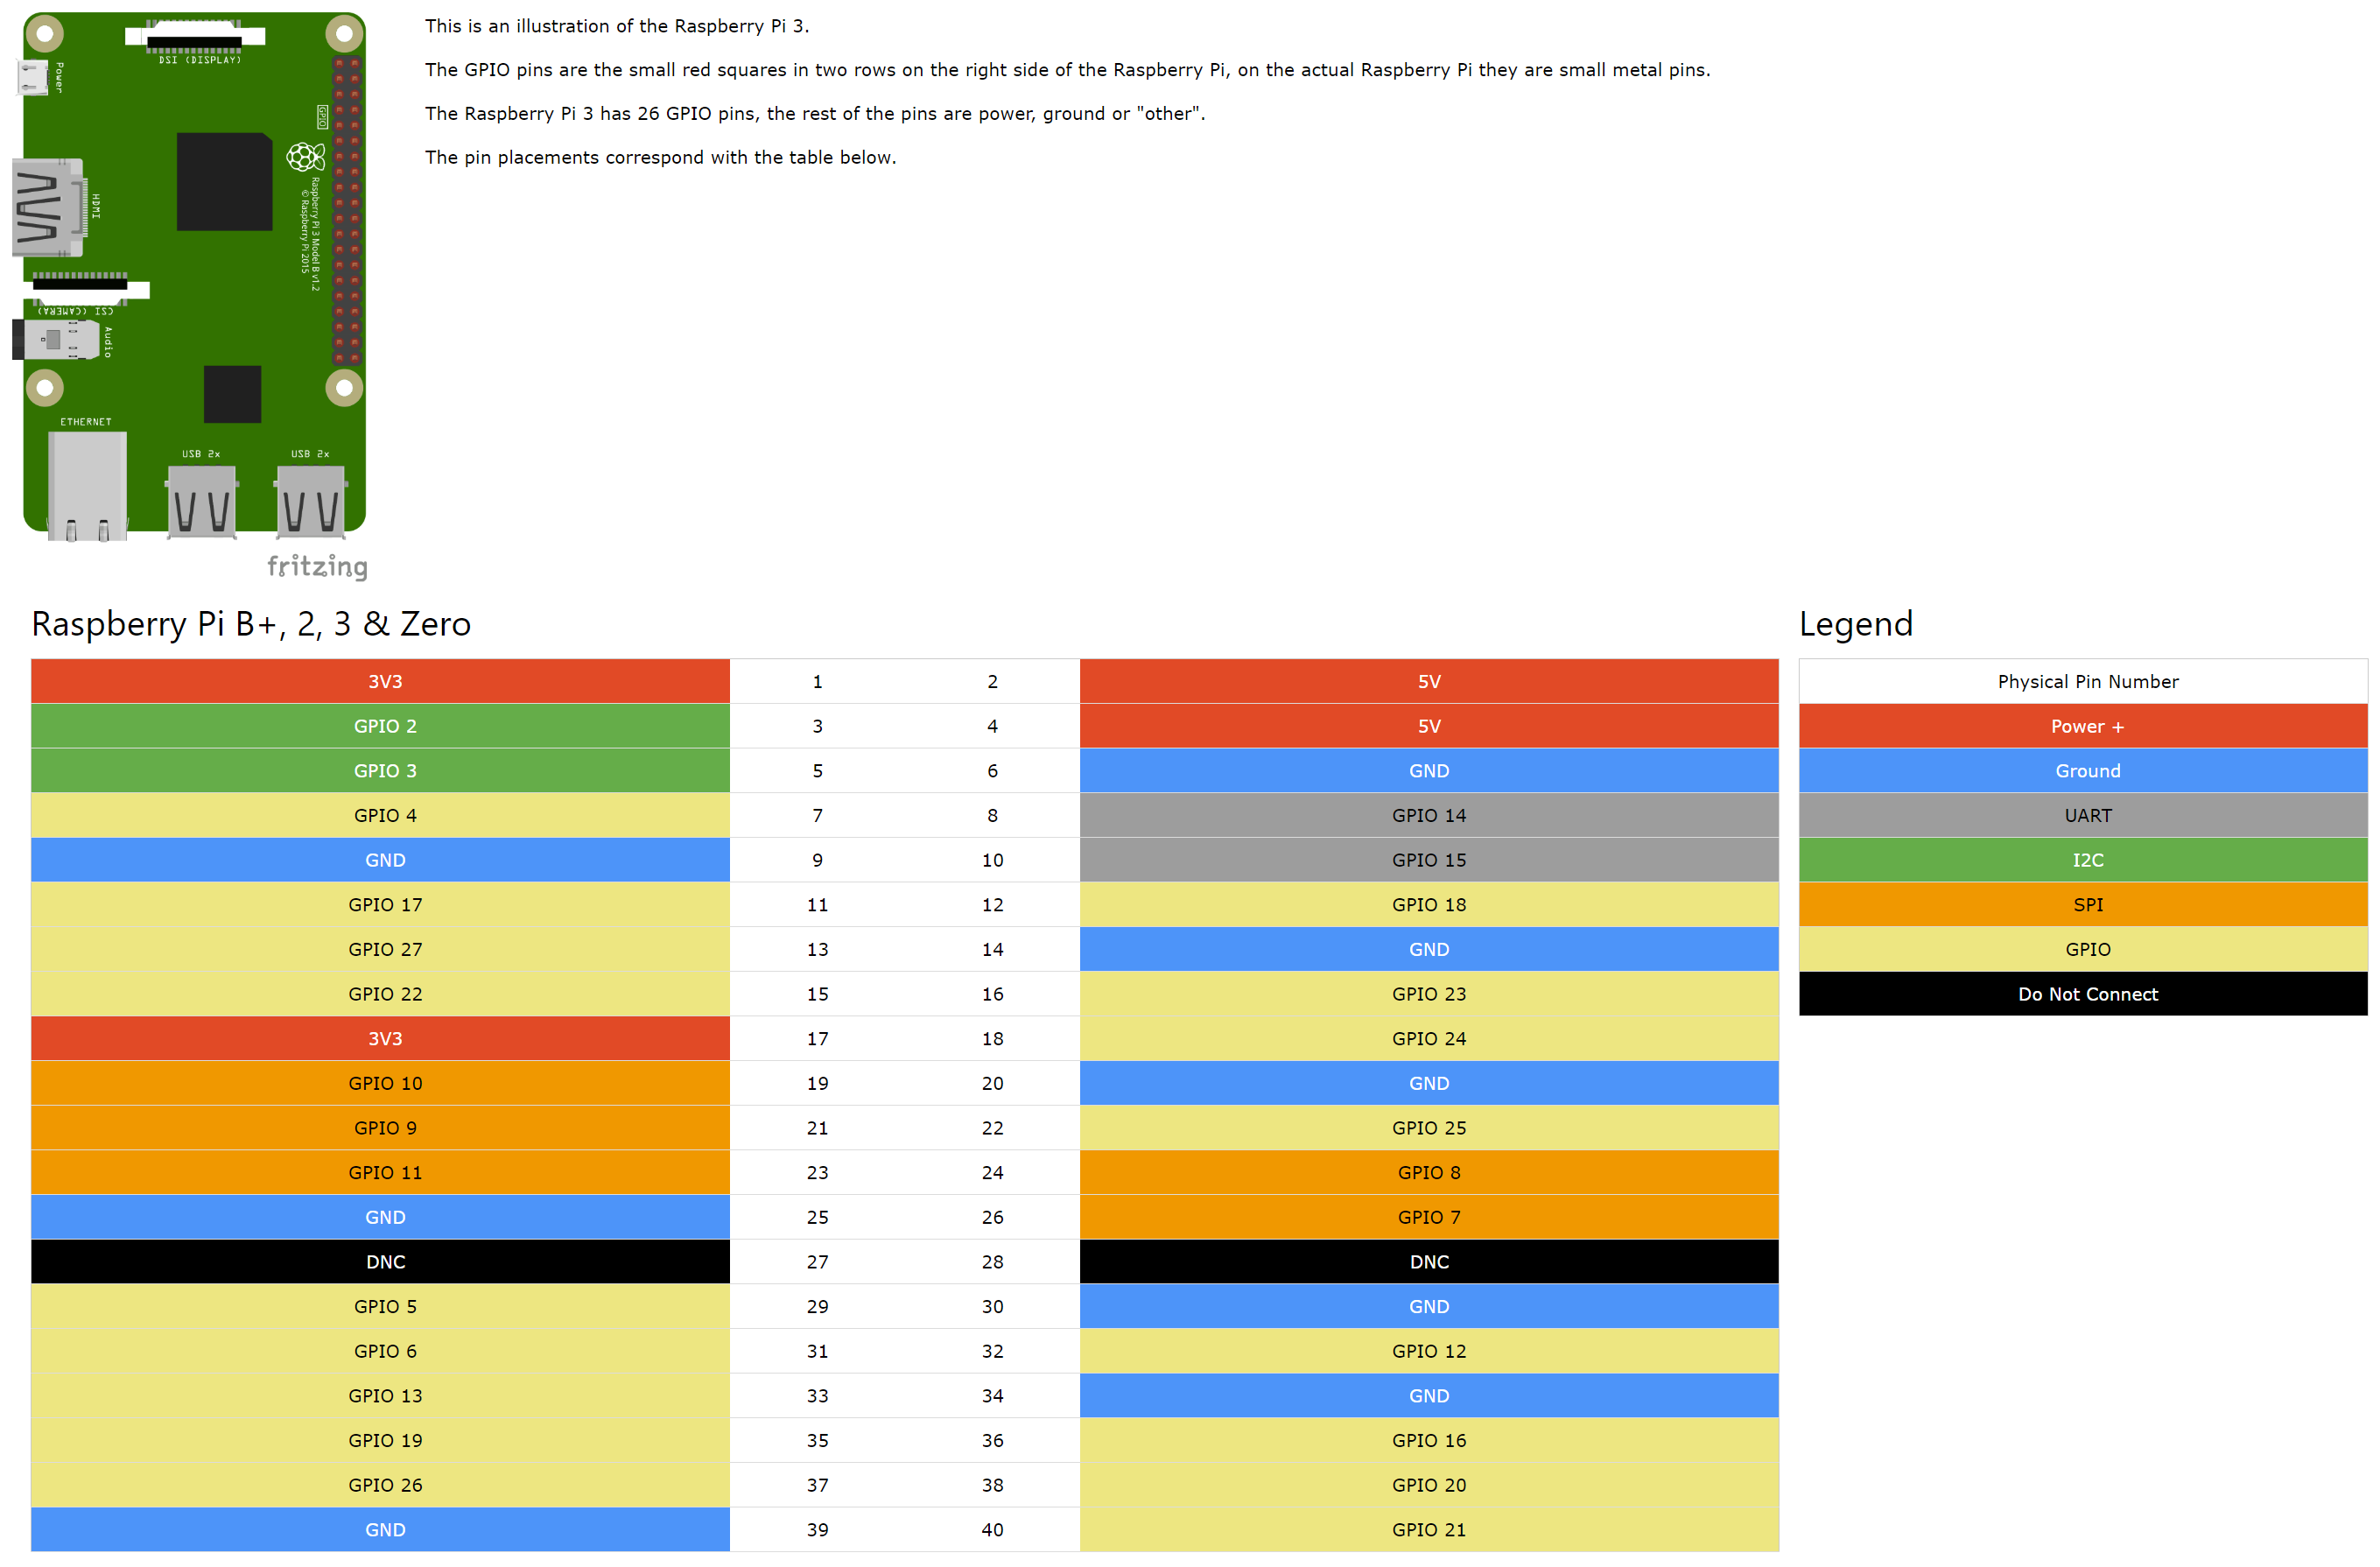 This is an illustration of the Raspberry Pi 3.
The GPIO pins are the small red squares in two rows on the right side of the Raspberry Pi, on the actual Raspberry Pi they are small metal pins.
The Raspberry Pi 3 has 26 GPIO pins, the rest of the pins are power, ground or "other".
The pin placements correspond with the table below.
DSI (DISPLAY)
Power
GPIO
Raspberry Pi 3 Model B v1.2
© Raspberry Pi 2015
HDMI
CSI (CAMERA)
Audio
ETHERNET
USB 2x
USB 2x
fritzing
Raspberry Pi B+, 2, 3 & Zero
3V3 1 2 5V
GPIO 2 3 4 5V
GPIO 3 5 6 GND
GPIO 4 7 8 GPIO 14
GND 9 10 GPIO 15
GPIO 17 11 12 GPIO 18
GPIO 27 13 14 GND
GPIO 22 15 16 GPIO 23
3V3 17 18 GPIO 24
GPIO 10 19 20 GND
GPIO 9 21 22 GPIO 25
GPIO 11 23 24 GPIO 8
GND 25 26 GPIO 7
DNC 27 28 DNC
GPIO 5 29 30 GND
GPIO 6 31 32 GPIO 12
GPIO 13 33 34 GND
GPIO 19 35 36 GPIO 16
GPIO 26 37 38 GPIO 20
GND 39 40 GPIO 21
Legend
Physical Pin Number
Power +
Ground
UART
I2C
SPI
GPIO
Do Not Connect